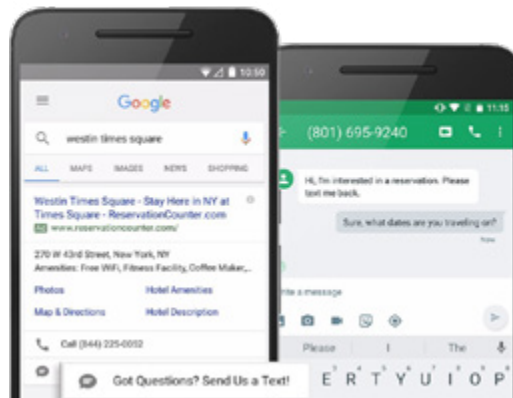 10:50
Google
westin times square
ALL MAPS IMAGES NEWS SHOPPING
Westin Times Square - Stay Here in NY at
Times Square - ReservationCounter.com
Ad www.reservationcounter.com/
270 W 43rd Street, New York, NY
Amenities: Free WiFi, Fitness Facility, Coffee Maker,...
Photos Hotel Amenities
Map & Directions Hotel Description
Call (844) 225-0052
Got Questions? Send Us a Text!
11:15
(801) 695-9240
Hi, I'm interested in a reservation. Please
text me back.
Sure, what dates are you traveling on?
Now
a message
Please I The
E R T Y U I O P